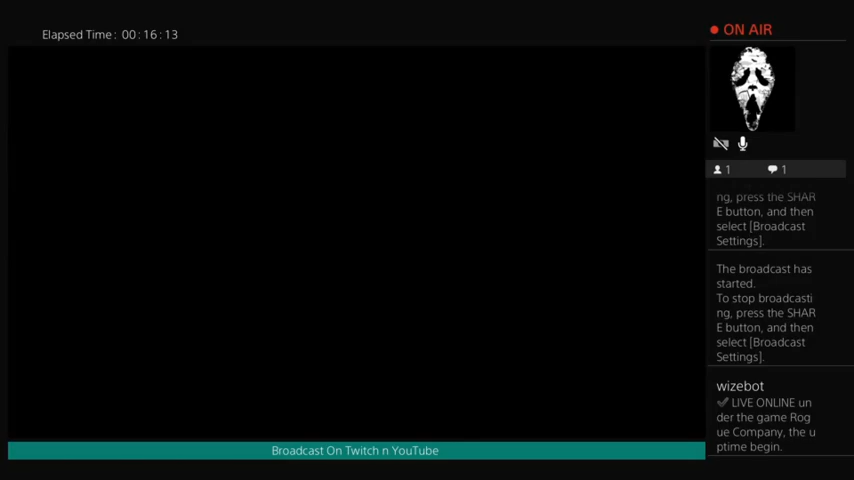 Elapsed Time: 00:16:13
ON AIR
1 1
ng, press the SHAR
E button, and then
select [Broadcast
Settings].
The broadcast has
started.
To stop broadcasti
ng, press the SHAR
E button, and then
select [Broadcast
Settings].
wizebot
LIVE ONLINE un
der the game Rog
ue Company, the u
ptime begin.
Broadcast On Twitch n YouTube